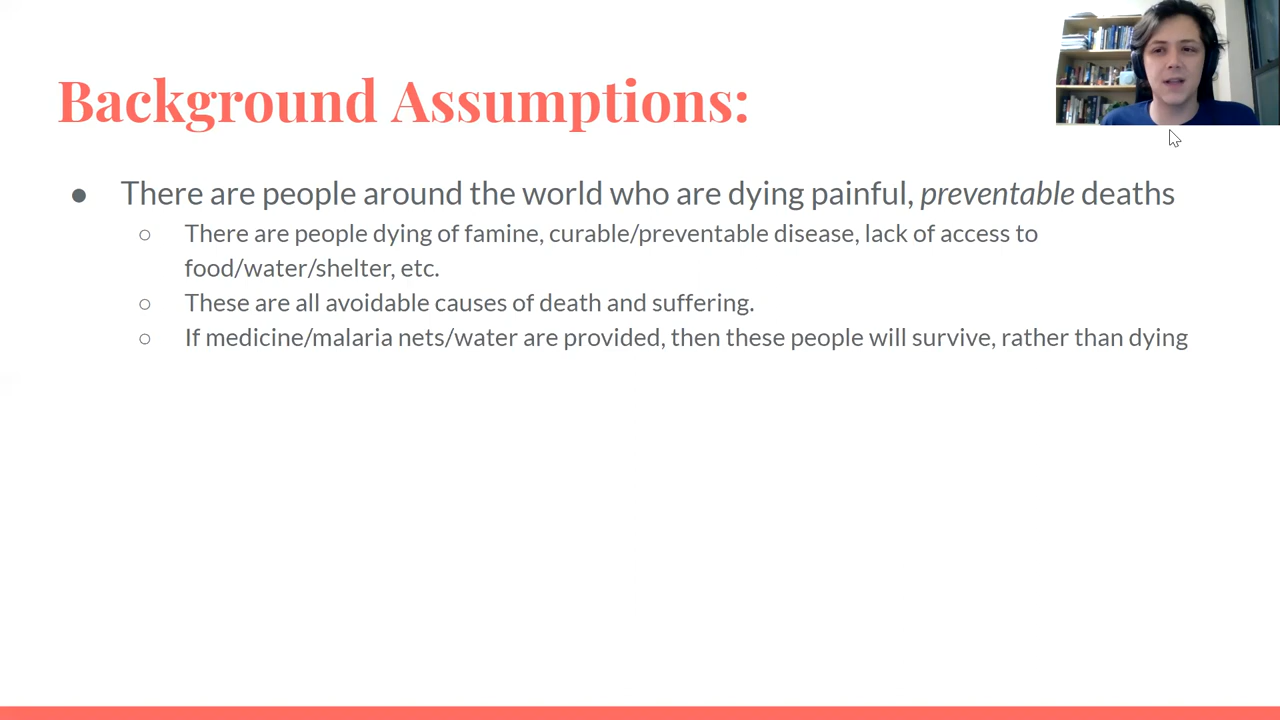 Background Assumptions:
● There are people around the world who are dying painful, preventable deaths
○ There are people dying of famine, curable/preventable disease, lack of access to
food/water/shelter, etc.
○ These are all avoidable causes of death and suffering.
○ If medicine/malaria nets/water are provided, then these people will survive, rather than dying